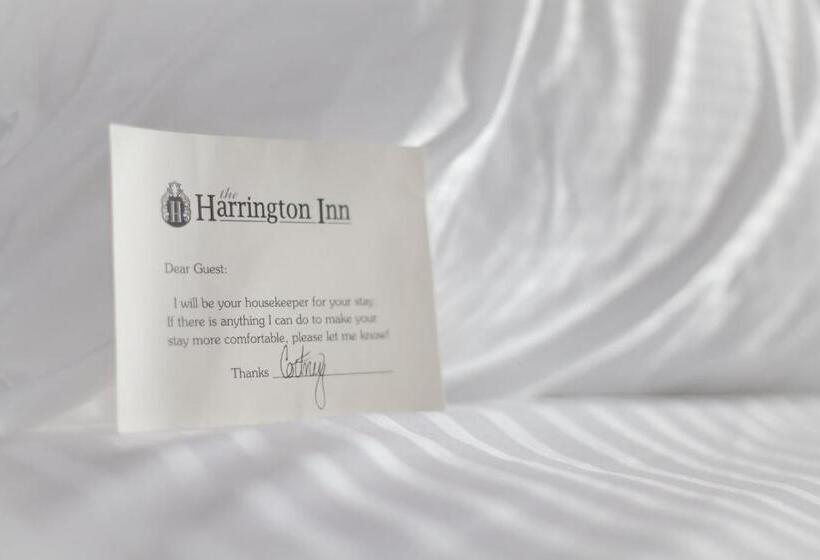 the
Harrington Inn
Dear Guest:
I will be your housekeeper for your stay.
If there is anything I can do to make your
stay more comfortable, please let me know!
Thanks